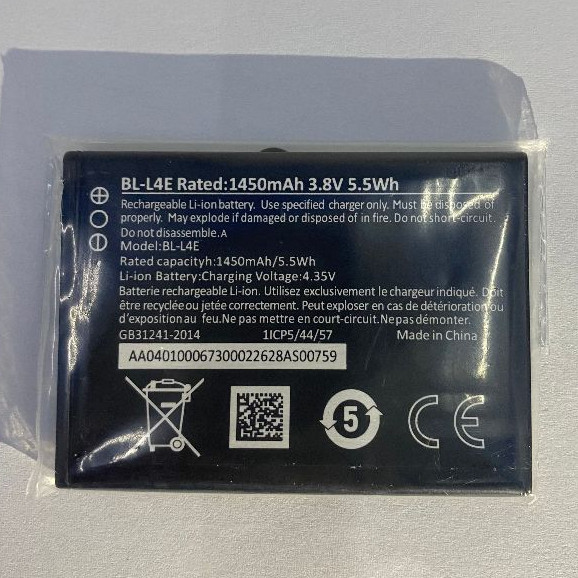 BL-L4E Rated:1450mAh 3.8V 5.5Wh
Rechargeable Li-ion battery. Use specified charger only. Must be disposed of
properly. May explode if damaged or disposed of in fire. Do not short-circuit.
Do not disassemble.A
Model:BL-L4E
Rated capacityh:1450mAh/5.5Wh
Li-ion Battery:Charging Voltage:4.35V
Batterie rechargeable Li-ion. Utilisez exclusivement le chargeur indiqué. Doit
être recyclée ou jetée correctement. Peut exploser en cas de détérioration ou
d'exposition au feu.Ne pas mettre en court-circuit. Ne pas démonter.
GB31241-2014 1ICP5/44/57 Made in China
AA040100067300022628AS00759
5 CE